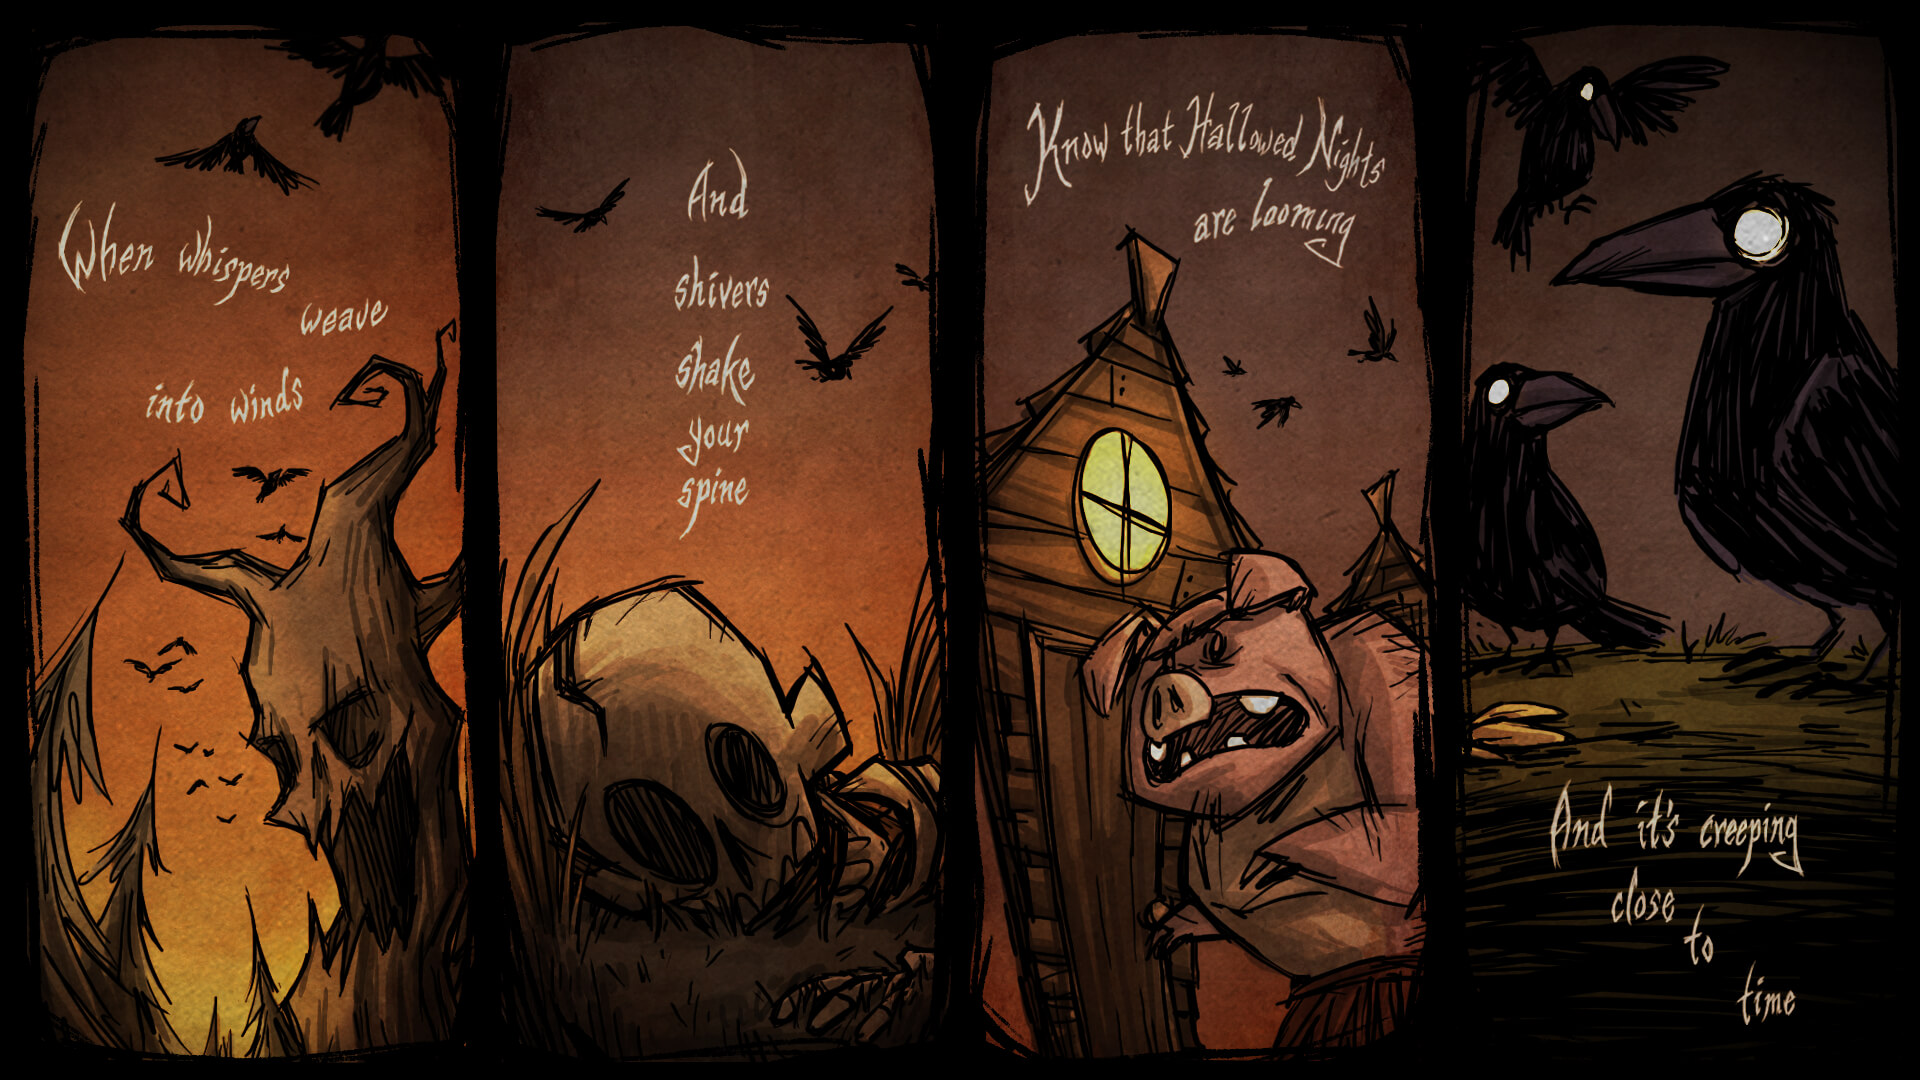 When whispers
weave
into winds
And
shivers
shake
your
spine
Know that Hallowed Nights
are looming
And it's creeping
close
to
time